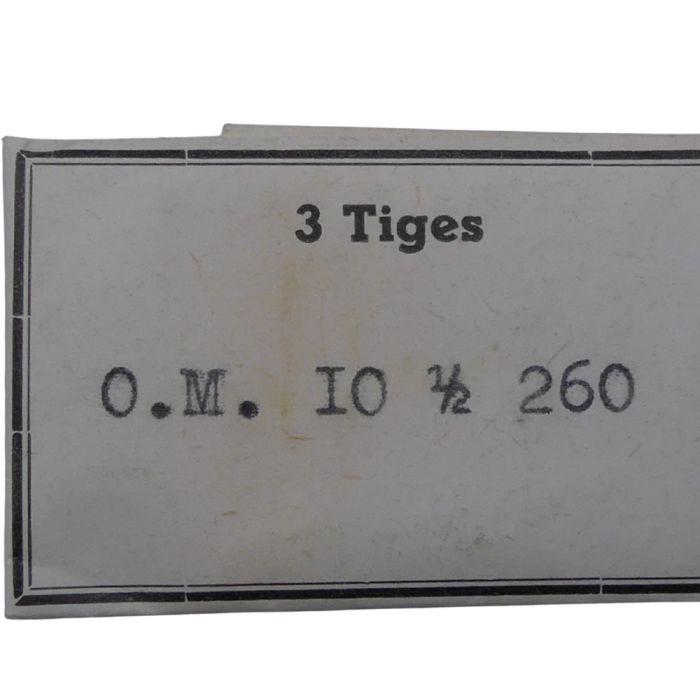 3 Tiges
O.M. IO ½ 260